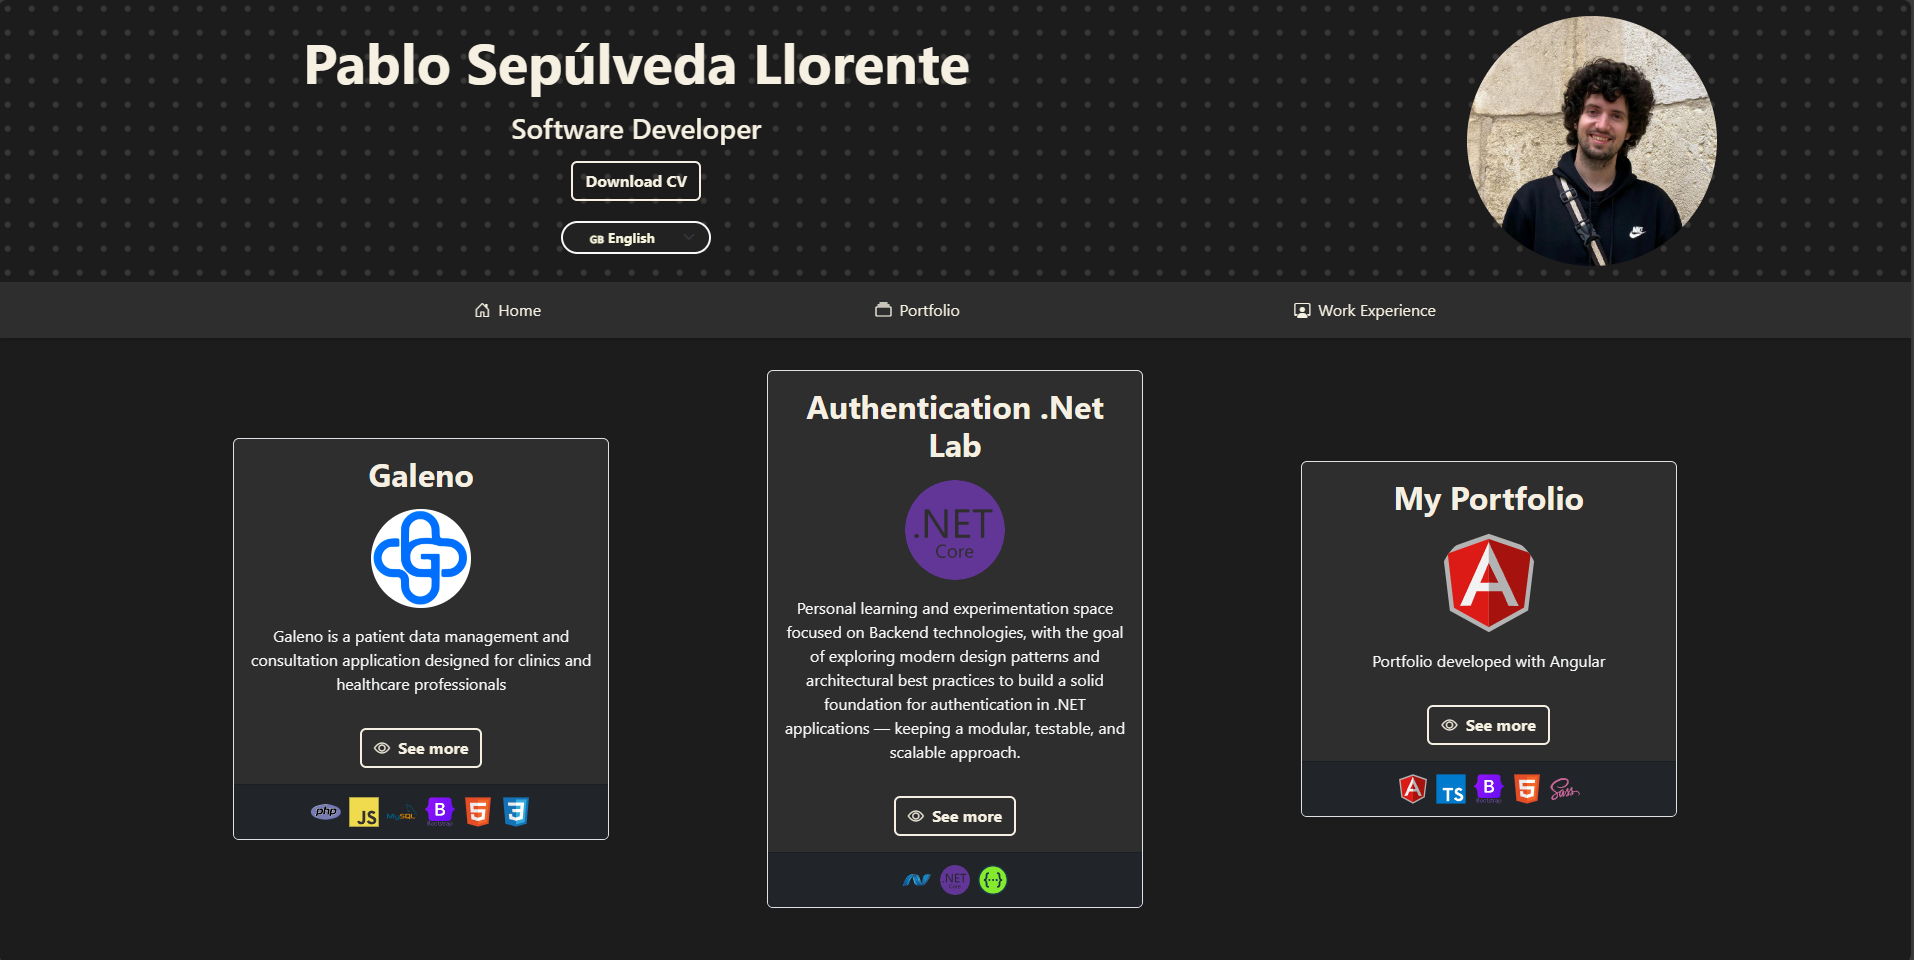 Pablo Sepúlveda Llorente
Software Developer
Download CV
GB English
Home
Portfolio
Work Experience
Galeno
G
Galeno is a patient data management and
consultation application designed for clinics and
healthcare professionals
See more
php
JS
MySQL
B
Bootstrap
5
3
Authentication .Net
Lab
.NET
Core
Personal learning and experimentation space
focused on Backend technologies, with the goal
of exploring modern design patterns and
architectural best practices to build a solid
foundation for authentication in .NET
applications — keeping a modular, testable, and
scalable approach.
See more
.NET
Core
{...}
My Portfolio
A
Portfolio developed with Angular
See more
A
TS
B
Bootstrap
5
Sass